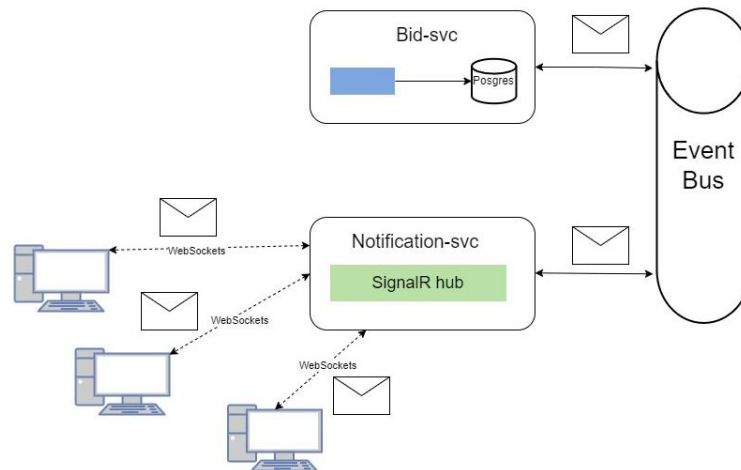 Bid-svc
Posgres
Event
Bus
WebSockets
Notification-svc
SignalR hub
WebSockets
WebSockets